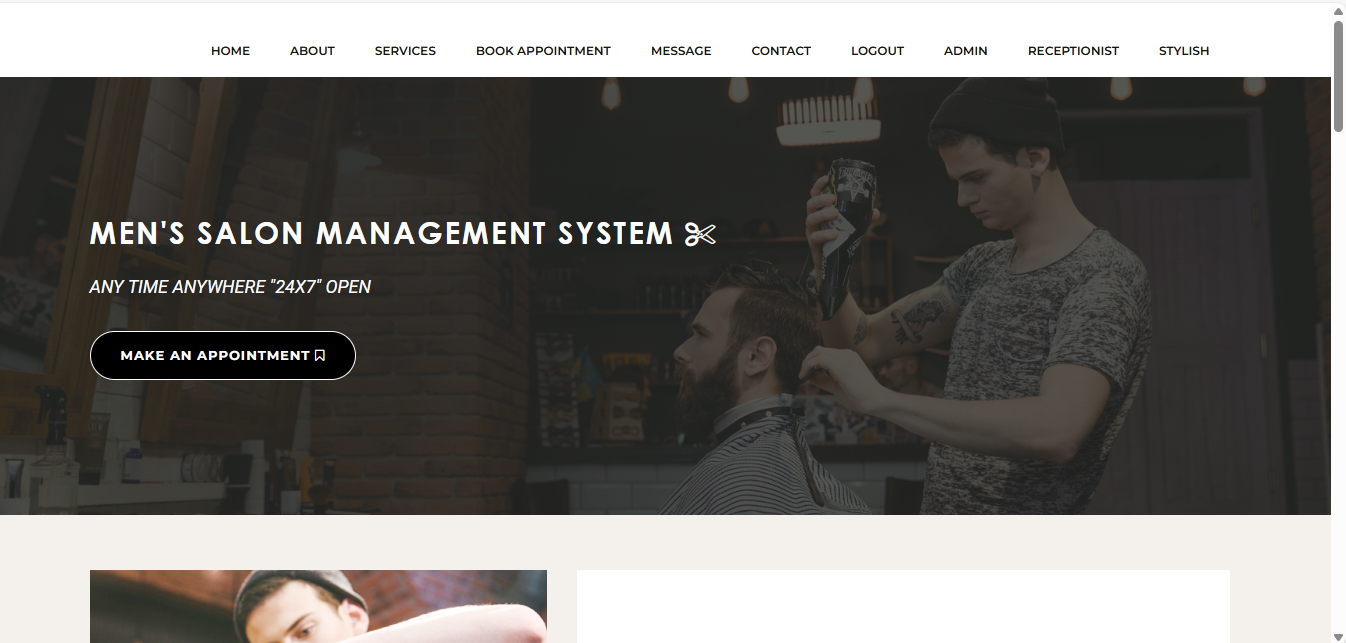 HOME ABOUT SERVICES BOOK APPOINTMENT MESSAGE CONTACT LOGOUT ADMIN RECEPTIONIST STYLISH
MEN'S SALON MANAGEMENT SYSTEM
ANY TIME ANYWHERE "24X7" OPEN
MAKE AN APPOINTMENT